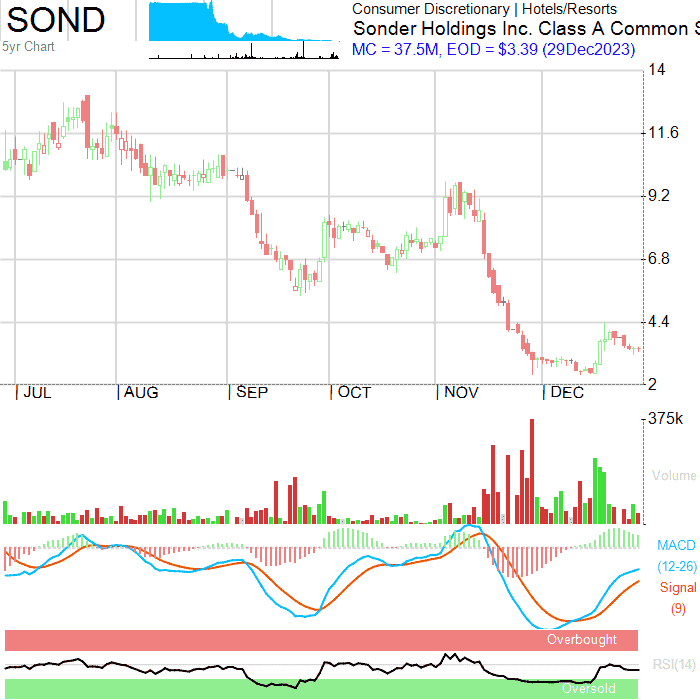 SOND
5yr Chart
Consumer Discretionary | Hotels/Resorts
Sonder Holdings Inc. Class A Common S
MC = 37.5M, EOD = $3.39 (29Dec2023)
14
11.6
9.2
6.8
4.4
2
JUL AUG SEP OCT NOV DEC
375k
Volume
MACD
(12-26)
Signal
(9)
Overbought
RSI(14)
Oversold